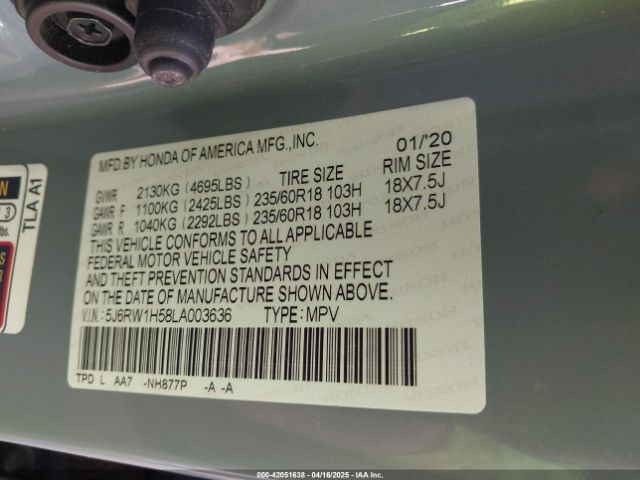 MFD.BY HONDA OF AMERICA MFG.,INC. 01/'20
TIRE SIZE RIM SIZE
GVWR 2130KG (4695LBS)
GAWR F 1100KG (2425LBS) 235/60R18 103H 18X7.5J
GAWR R 1040KG (2292LBS) 235/60R18 103H 18X7.5J
THIS VEHICLE CONFORMS TO ALL APPLICABLE
FEDERAL MOTOR VEHICLE SAFETY
AND THEFT PREVENTION STANDARDS IN EFFECT
ON THE DATE OF MANUFACTURE SHOWN ABOVE.
V.I.N.: 5J6RW1H58LA003636 TYPE: MPV
TPD L AA7 -NH877P -A -A
TLA A1
N
3
lbs.
S
000-42051638 - 04/16/2025 - IAA Inc.